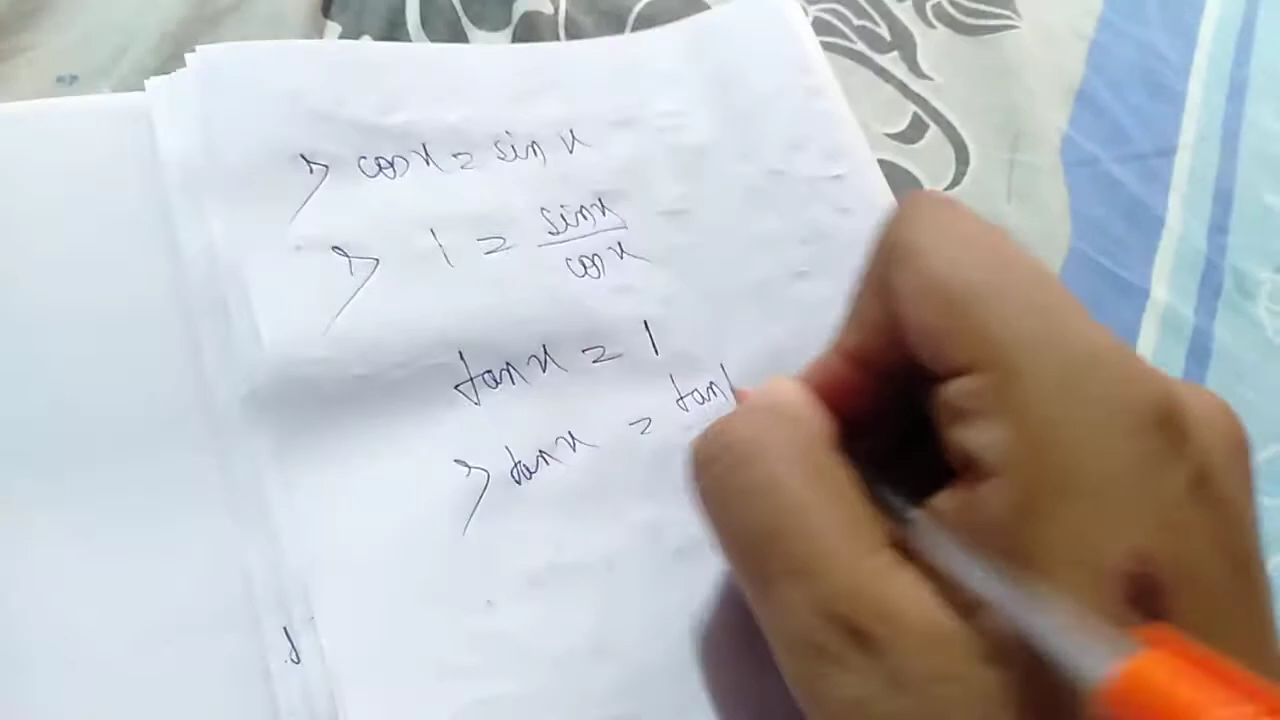 ⇒ cos x = sin x
⇒ 1 = sin x / cos x
tan x = 1
⇒ tan x = tan